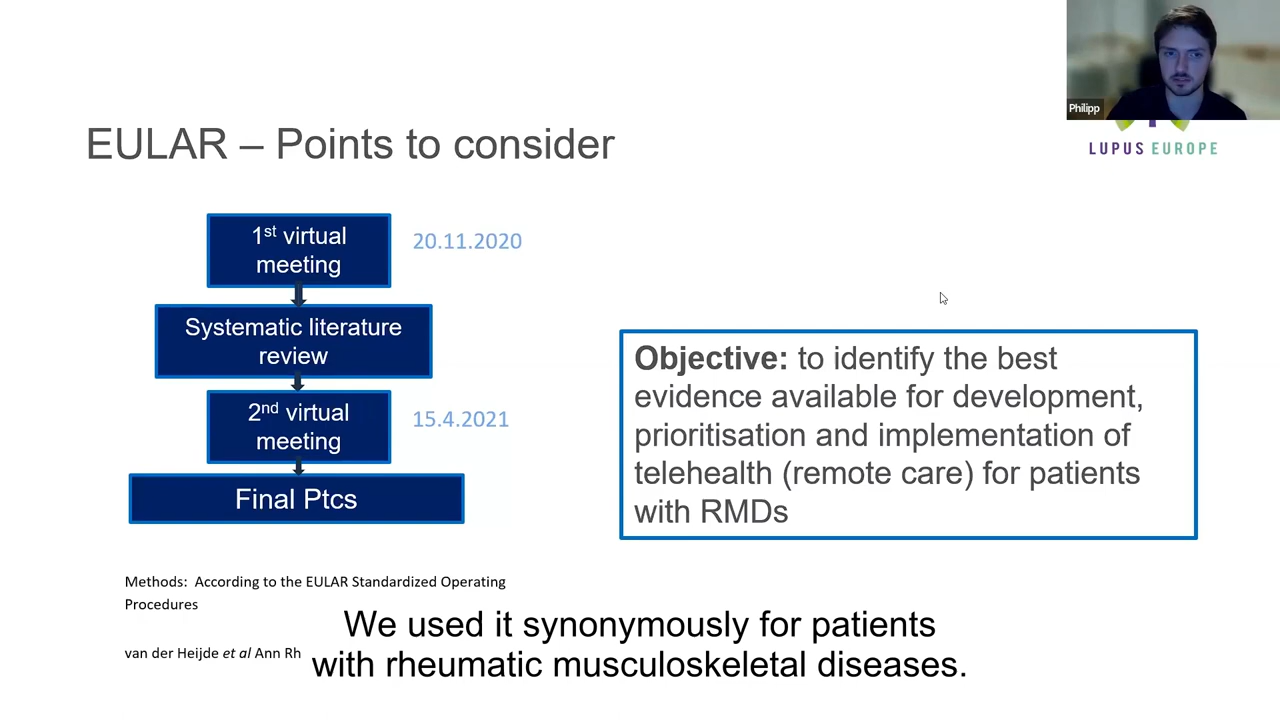 Philipp
LUPUS EUROPE
EULAR – Points to consider
1st virtual
meeting
20.11.2020
Systematic literature
review
2nd virtual
meeting
15.4.2021
Final Ptcs
Objective: to identify the best
evidence available for development,
prioritisation and implementation of
telehealth (remote care) for patients
with RMDs
Methods: According to the EULAR Standardized Operating
Procedures
van der Heijde et al Ann Rh
We used it synonymously for patients
with rheumatic musculoskeletal diseases.